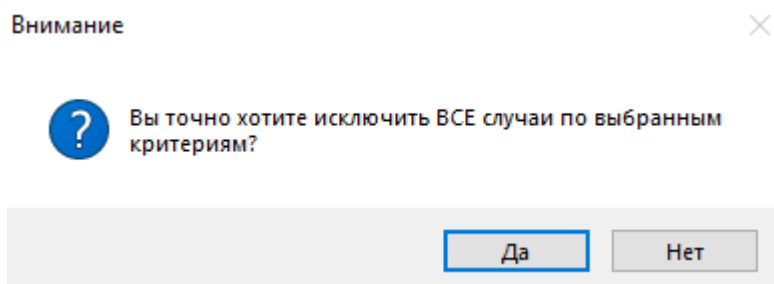 Внимание
Вы точно хотите исключить ВСЕ случаи по выбранным
критериям?
Да
Нет